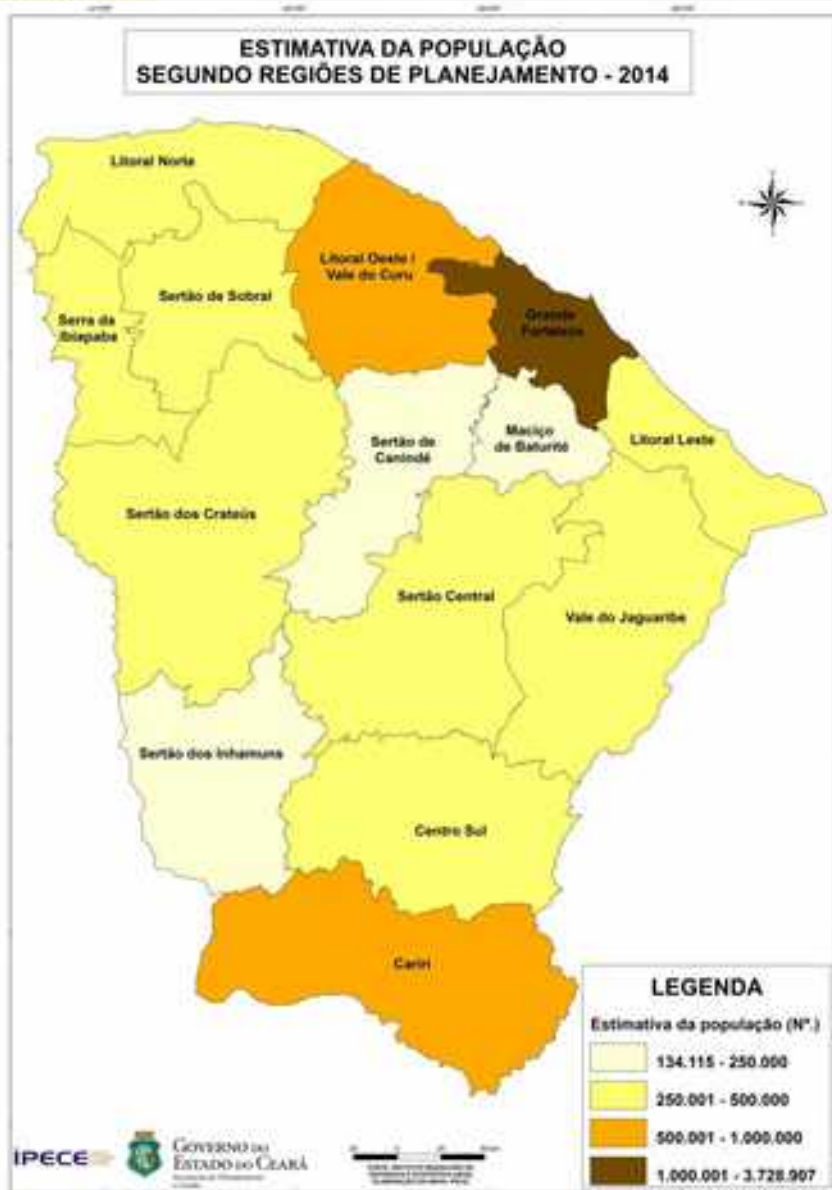 ESTIMATIVA DA POPULAÇÃO
SEGUNDO REGIÕES DE PLANEJAMENTO - 2014
Litoral Norte
Litoral Oeste /
Vale do Curu
Sertão de Sobral
Serra da
Ibiapaba
Grande
Fortaleza
Sertão de
Canindé
Maciço
de Baturité
Litoral Leste
Sertão dos Crateús
Sertão Central
Vale do Jaguaribe
Sertão dos Inhamuns
Centro Sul
Cariri
LEGENDA
Estimativa da população (Nº.)
134.115 - 250.000
250.001 - 500.000
500.001 - 1.000.000
1.000.001 - 3.728.907
IPECE
GOVERNO DO
ESTADO DO CEARÁ